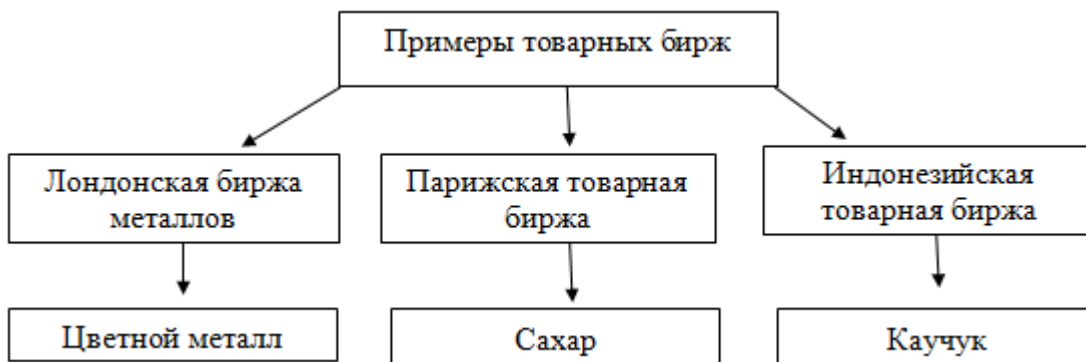 Примеры товарных бирж
Лондонская биржа
металлов
Парижская товарная
биржа
Индонезийская
товарная биржа
Цветной металл
Сахар
Каучук